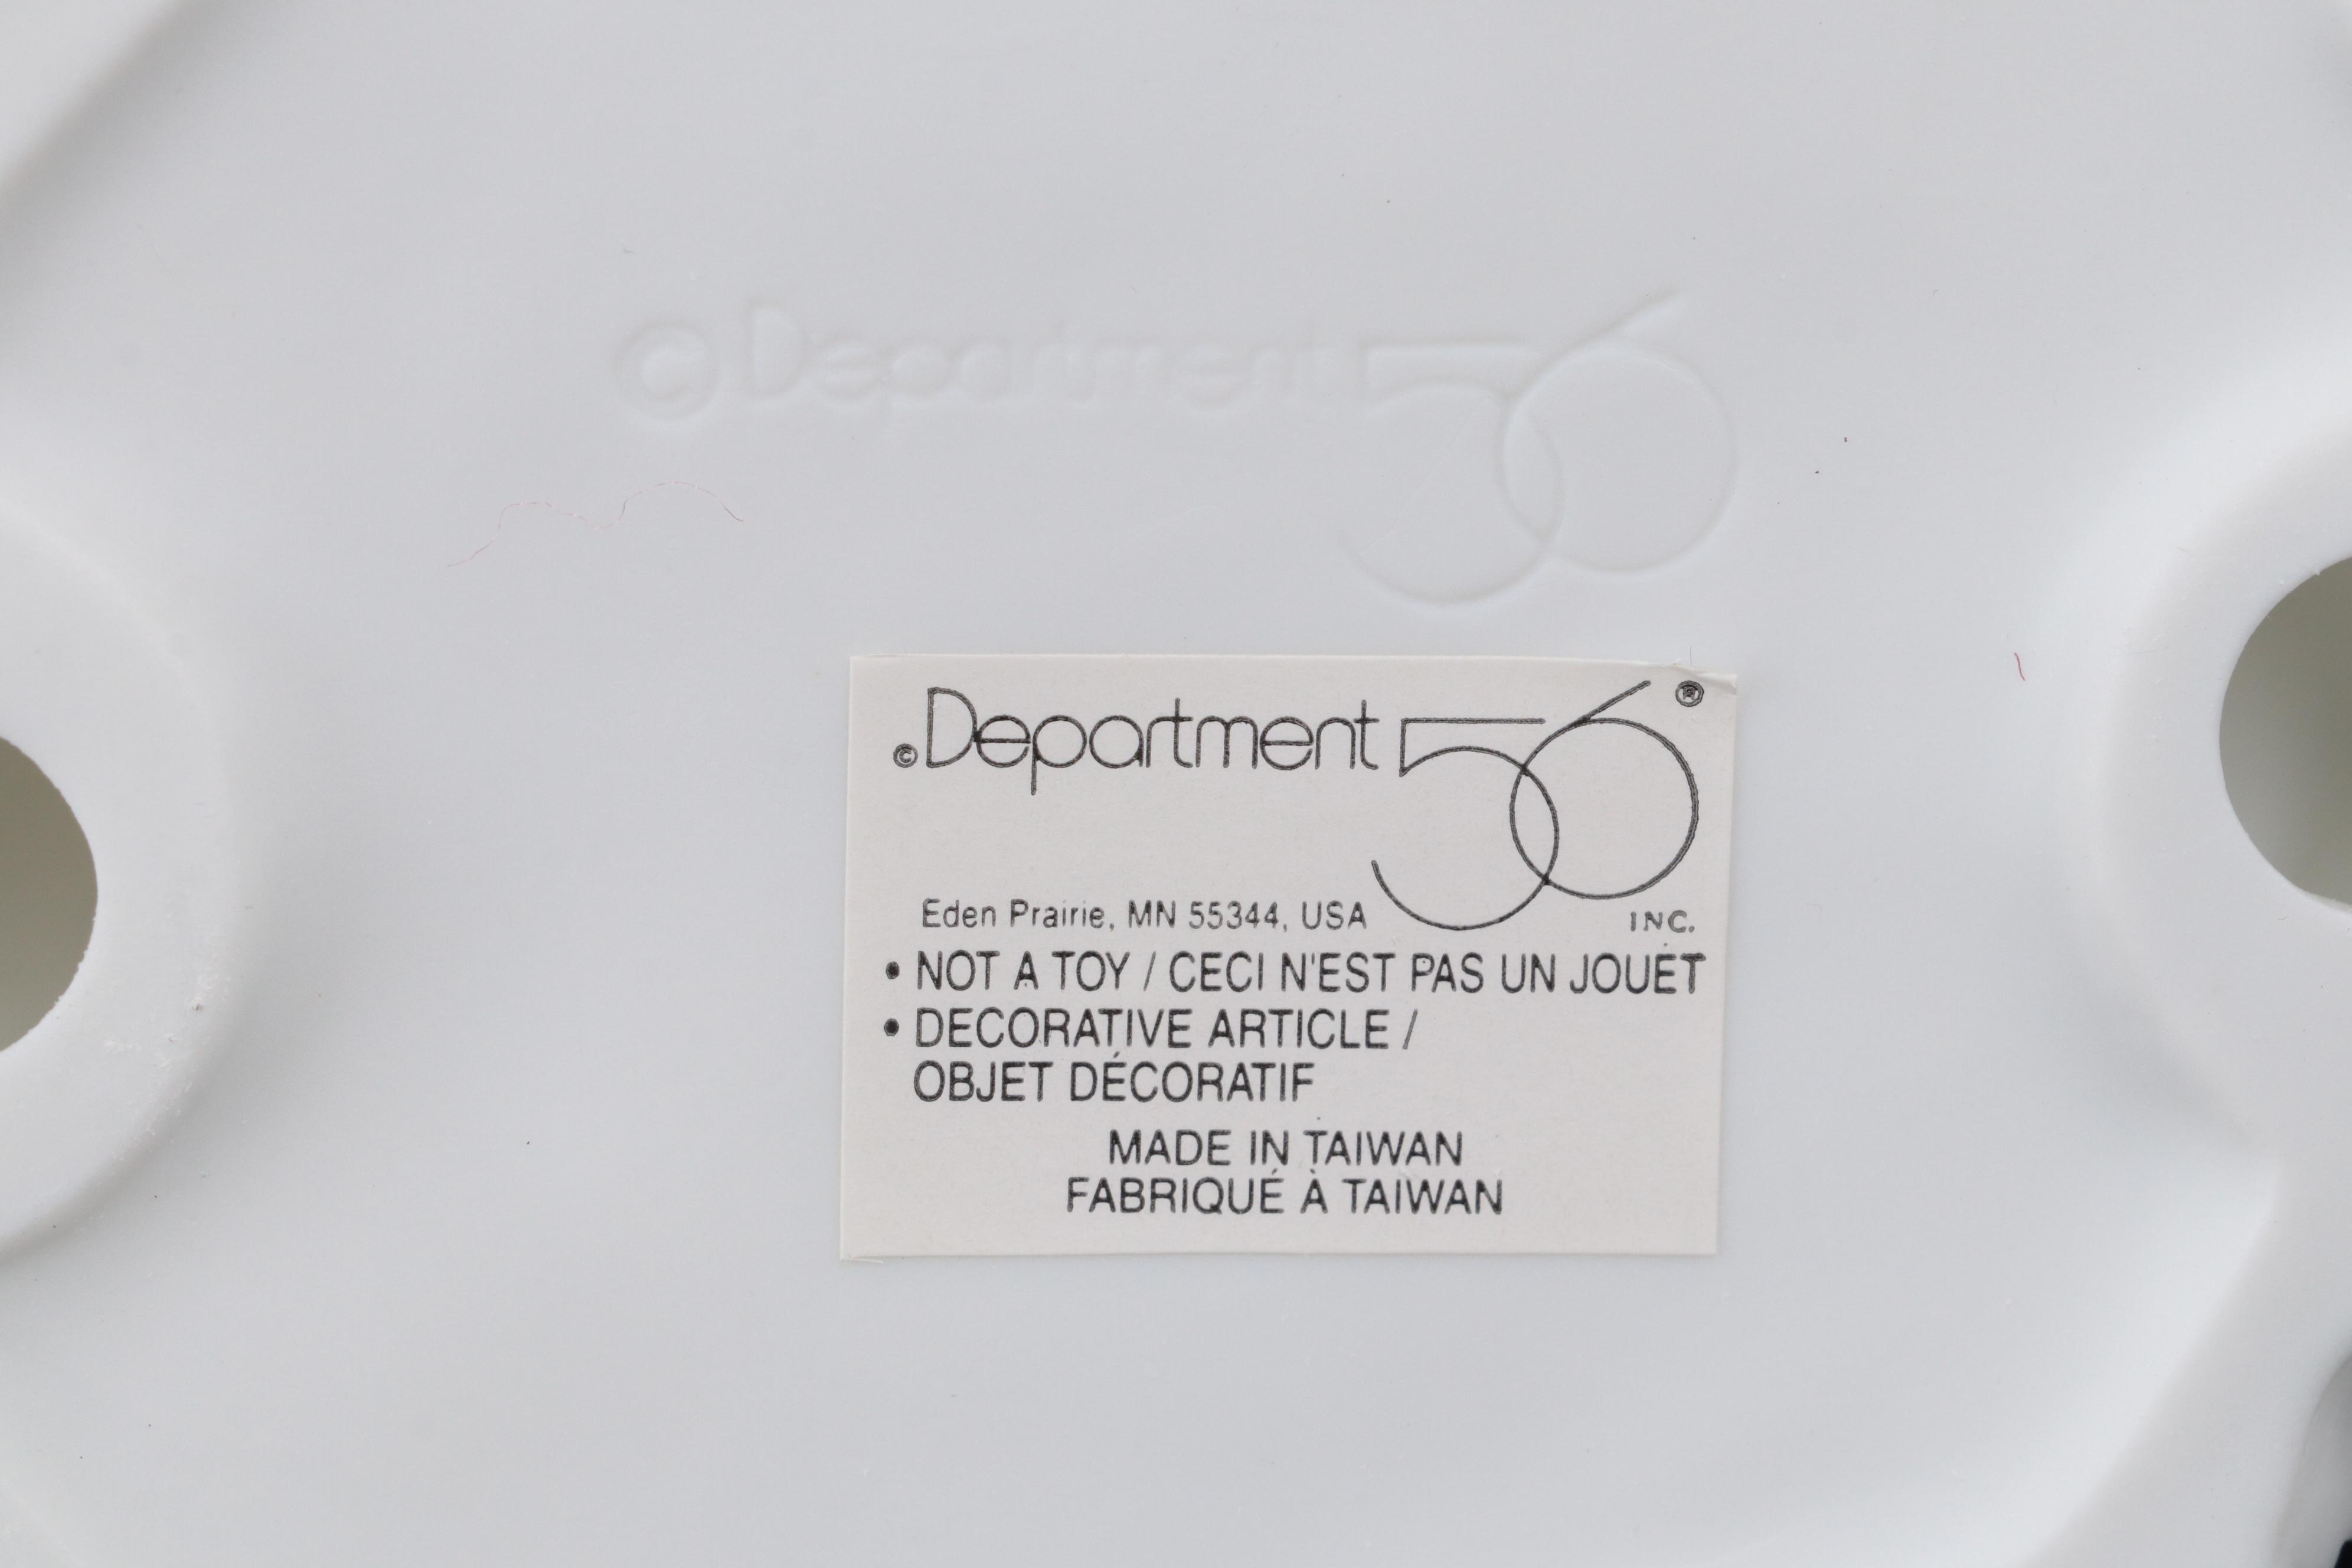 ©Department 56
©Department 56®
Eden Prairie, MN 55344, USA INC.
• NOT A TOY / CECI N'EST PAS UN JOUET
• DECORATIVE ARTICLE /
OBJET DÉCORATIF
MADE IN TAIWAN
FABRIQUÉ À TAIWAN